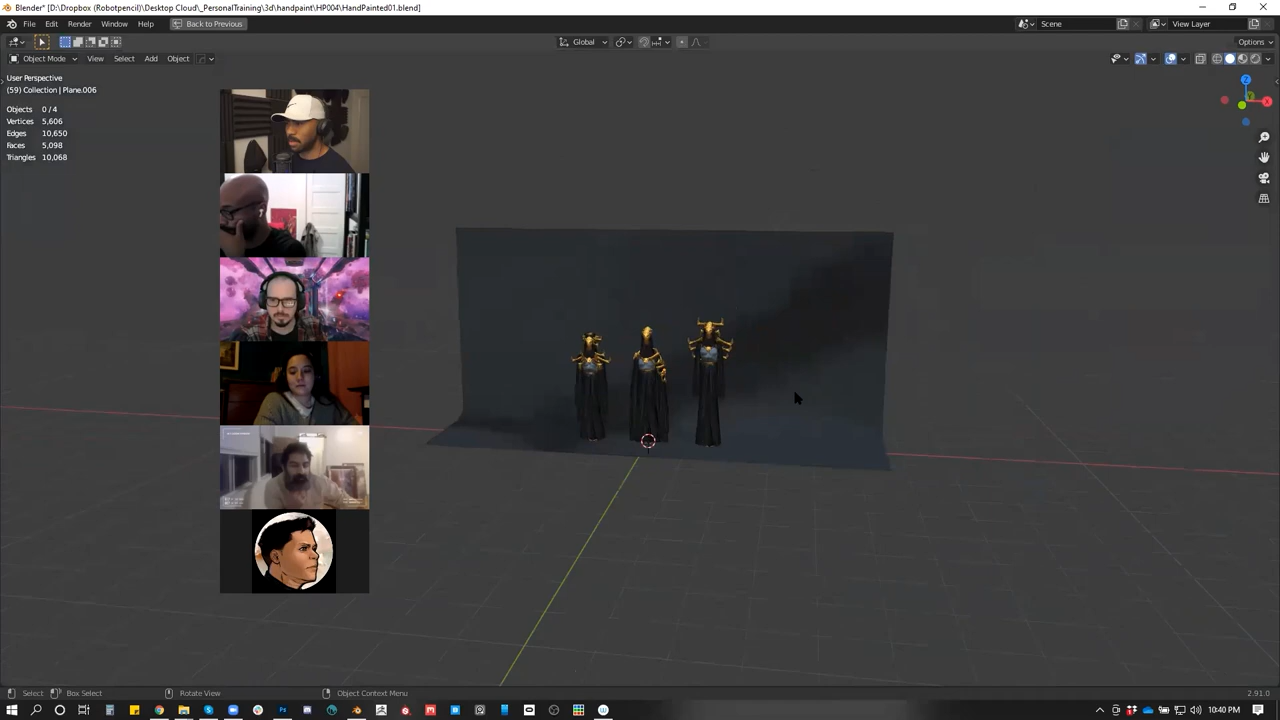 Blender* [D:\Dropbox (Robotpencil)\Desktop Cloud\_PersonalTraining\3d\handpaint\HP004\HandPainted01.blend]
File Edit Render Window Help Back to Previous Scene View Layer
Global Options
Object Mode View Select Add Object
User Perspective
(59) Collection | Plane.006
Objects 0 / 4
Vertices 5,606
Edges 10,650
Faces 5,098
Triangles 10,068
Z
X
Select Box Select Rotate View Object Context Menu 2.91.0
10:40 PM